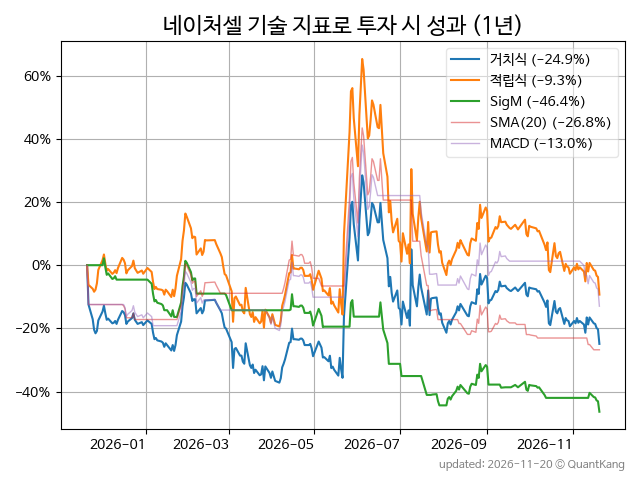 네이처셀 기술 지표로 투자 시 성과 (1년)
거치식 (−24.9%)
적립식 (−9.3%)
SigM (−46.4%)
SMA(20) (−26.8%)
MACD (−13.0%)
60%
40%
20%
0%
−20%
−40%
2026-01
2026-03
2026-05
2026-07
2026-09
2026-11
updated: 2026-11-20 © QuantKang